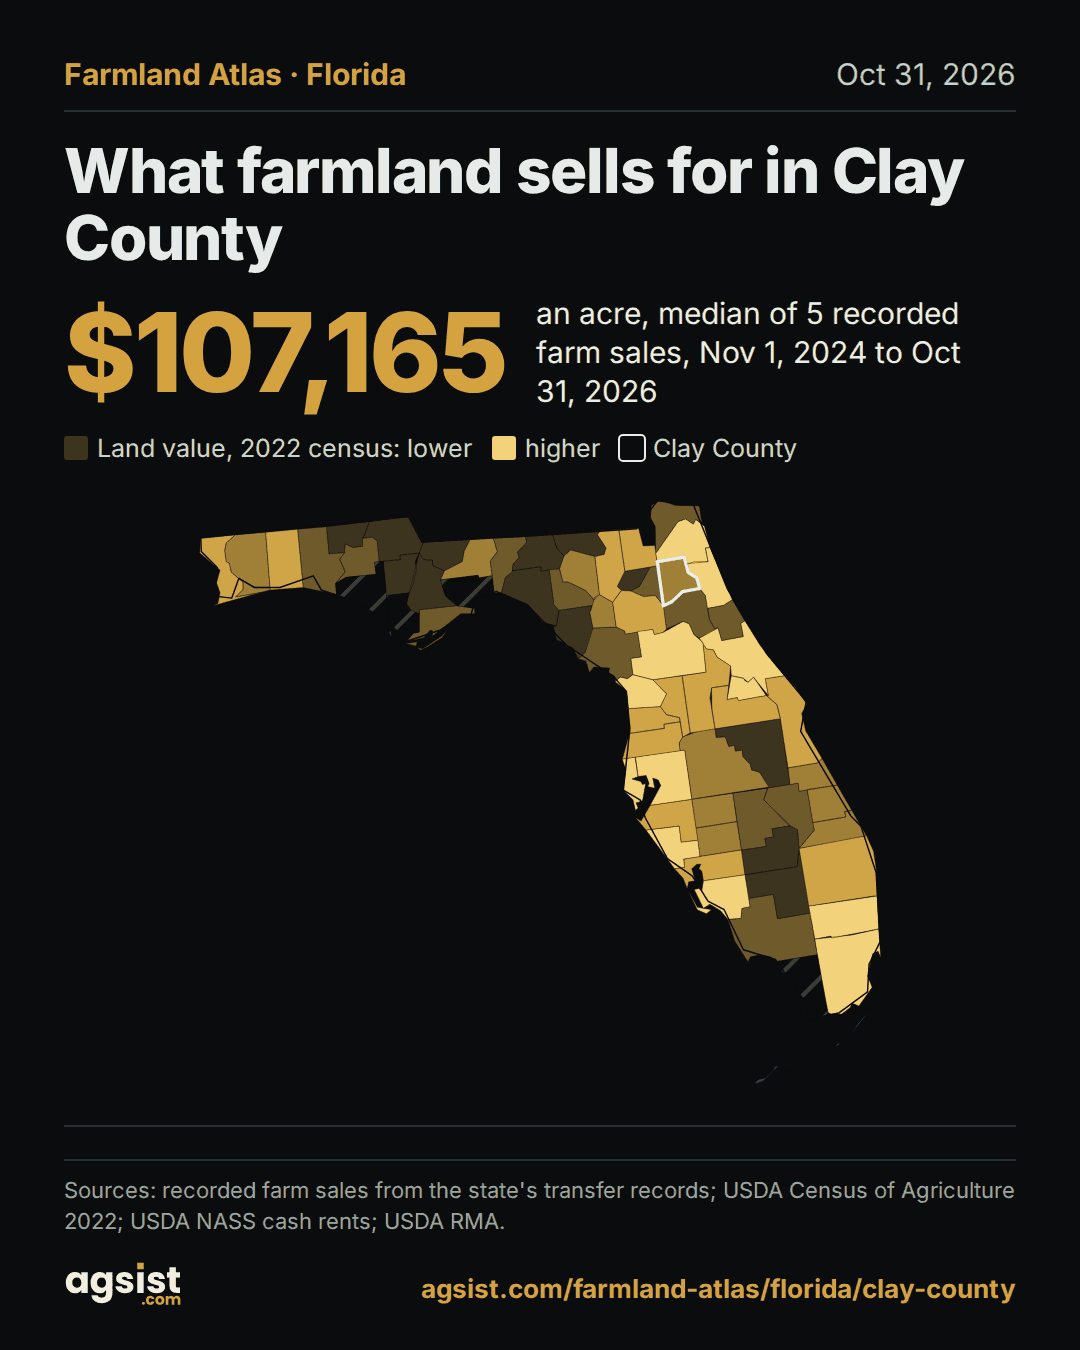 Farmland Atlas · Florida
Oct 31, 2026
What farmland sells for in Clay
County
$107,165
an acre, median of 5 recorded
farm sales, Nov 1, 2024 to Oct
31, 2026
Land value, 2022 census: lower
higher
Clay County
Sources: recorded farm sales from the state's transfer records; USDA Census of Agriculture
2022; USDA NASS cash rents; USDA RMA.
agsist
.com
agsist.com/farmland-atlas/florida/clay-county